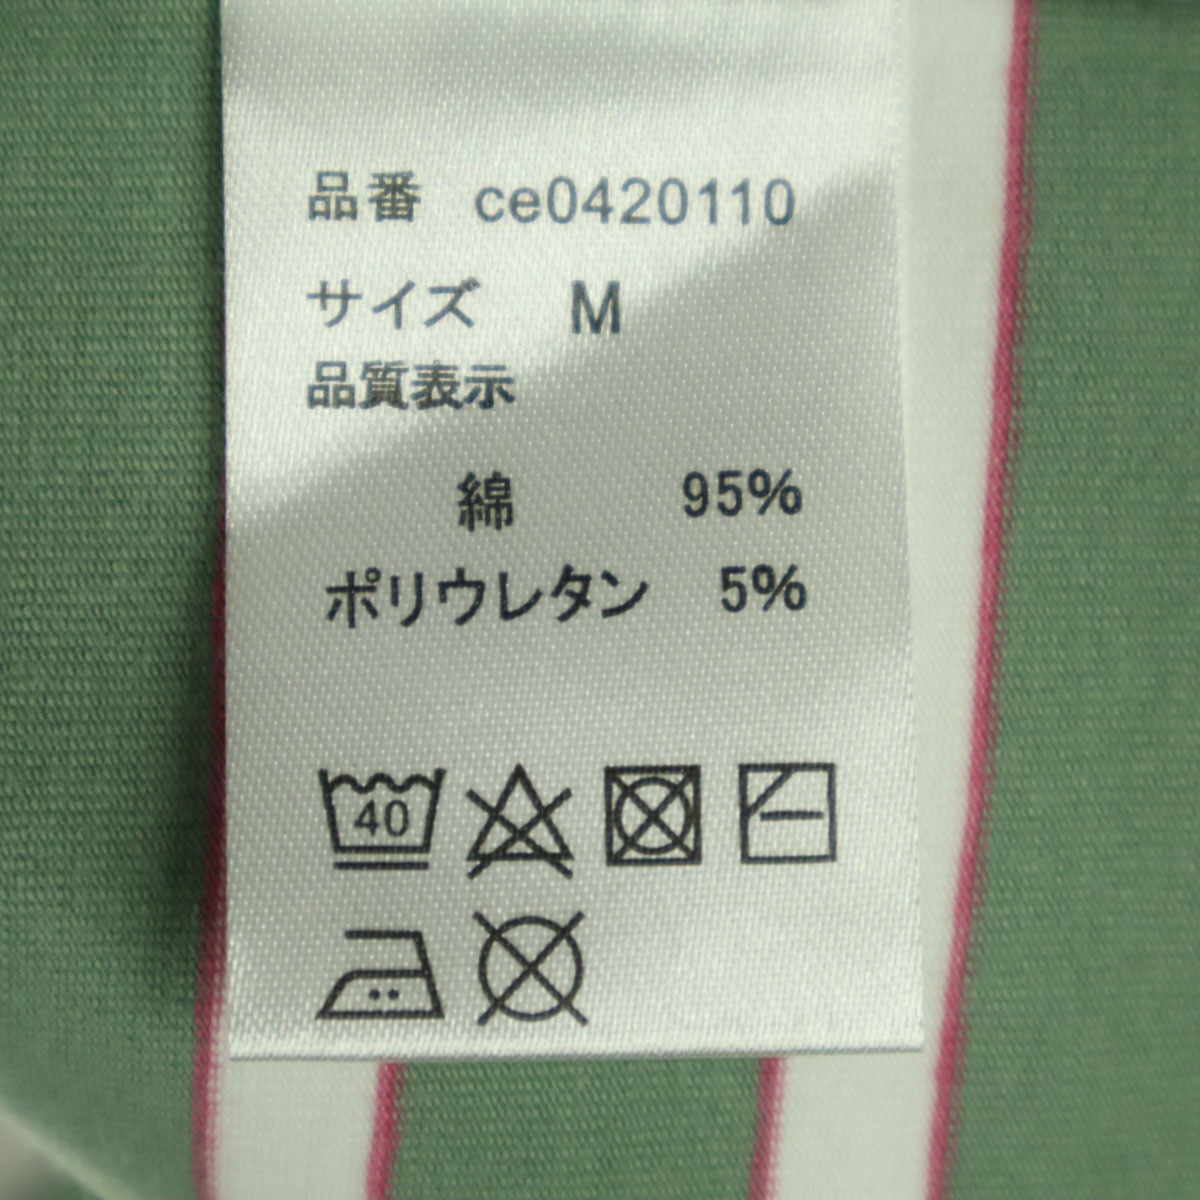 品番 ce0420110
サイズ M
品質表示
綿 95%
ポリウレタン 5%
40